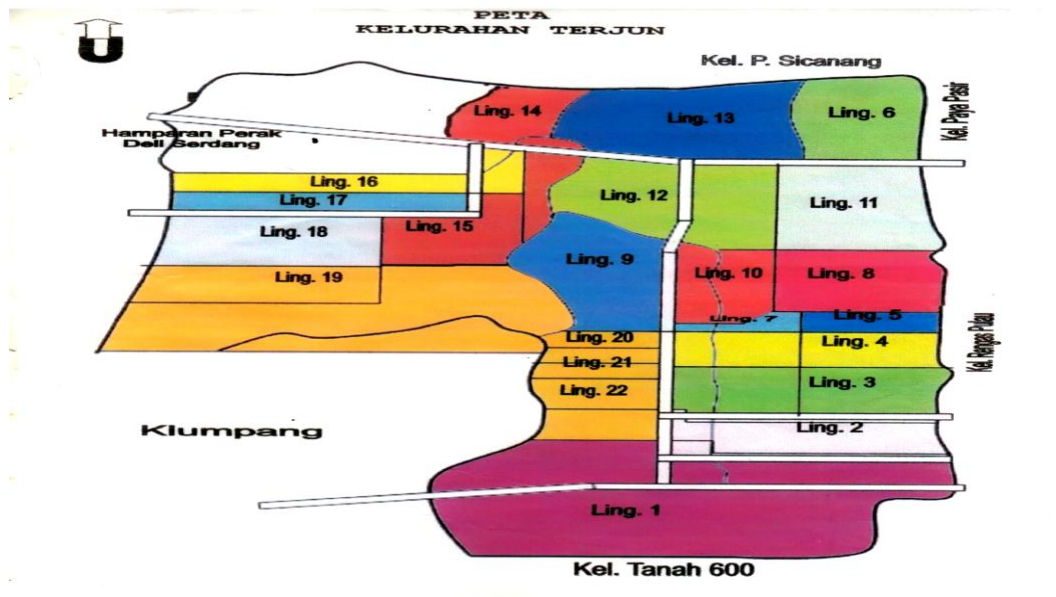 PETA
KELURAHAN TERJUN
U
Kel. P. Sicanang
Kel. Paya Pasir
Ling. 14
Ling. 13
Ling. 6
Hamparan Perak
Deli Serdang
Ling. 16
Ling. 17
Ling. 12
Ling. 11
Ling. 18
Ling. 15
Ling. 9
Ling. 10
Ling. 8
Ling. 19
Ling. 7
Ling. 5
Kel. Rengas Pulau
Ling. 20
Ling. 4
Ling. 21
Ling. 22
Ling. 3
Klumpang
Ling. 2
Ling. 1
Kel. Tanah 600